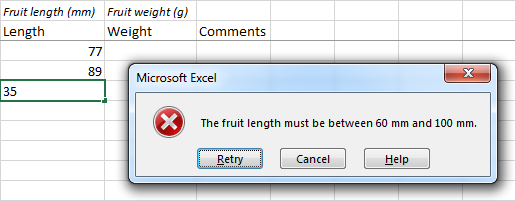 Fruit length (mm) Fruit weight (g)
Length Weight Comments
77
89
35
Microsoft Excel
The fruit length must be between 60 mm and 100 mm.
Retry Cancel Help